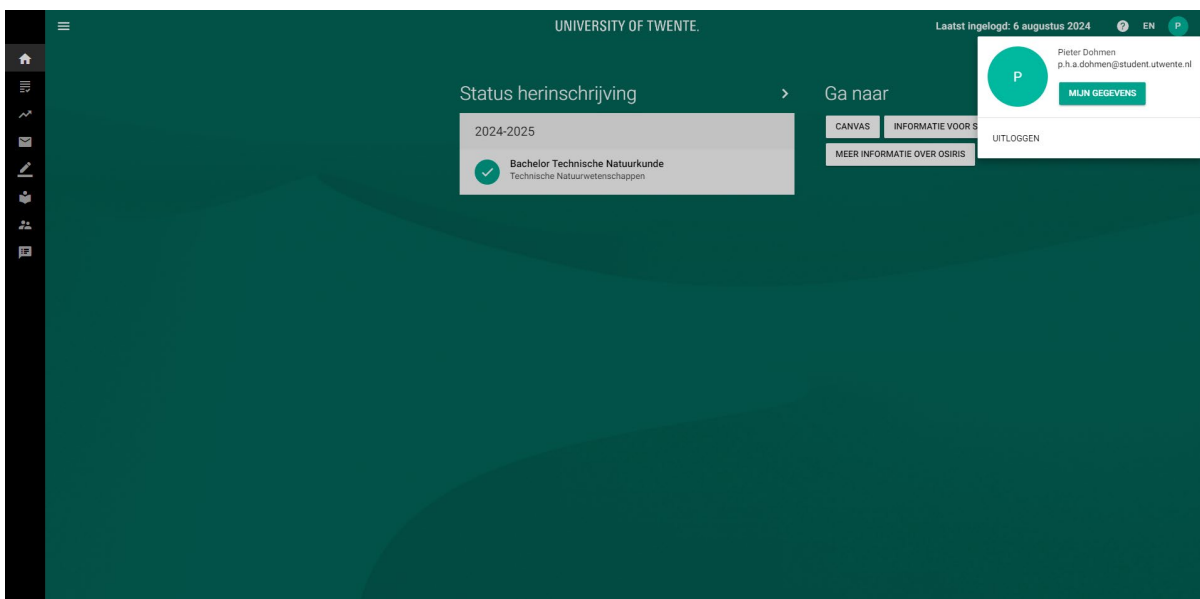 UNIVERSITY OF TWENTE.
Laatst ingelogd: 6 augustus 2024
? EN P
P
Pieter Dohmen
p.h.a.dohmen@student.utwente.nl
MIJN GEGEVENS
UITLOGGEN
Status herinschrijving
2024-2025
Bachelor Technische Natuurkunde
Technische Natuurwetenschappen
Ga naar
CANVAS
INFORMATIE VOOR S
MEER INFORMATIE OVER OSIRIS